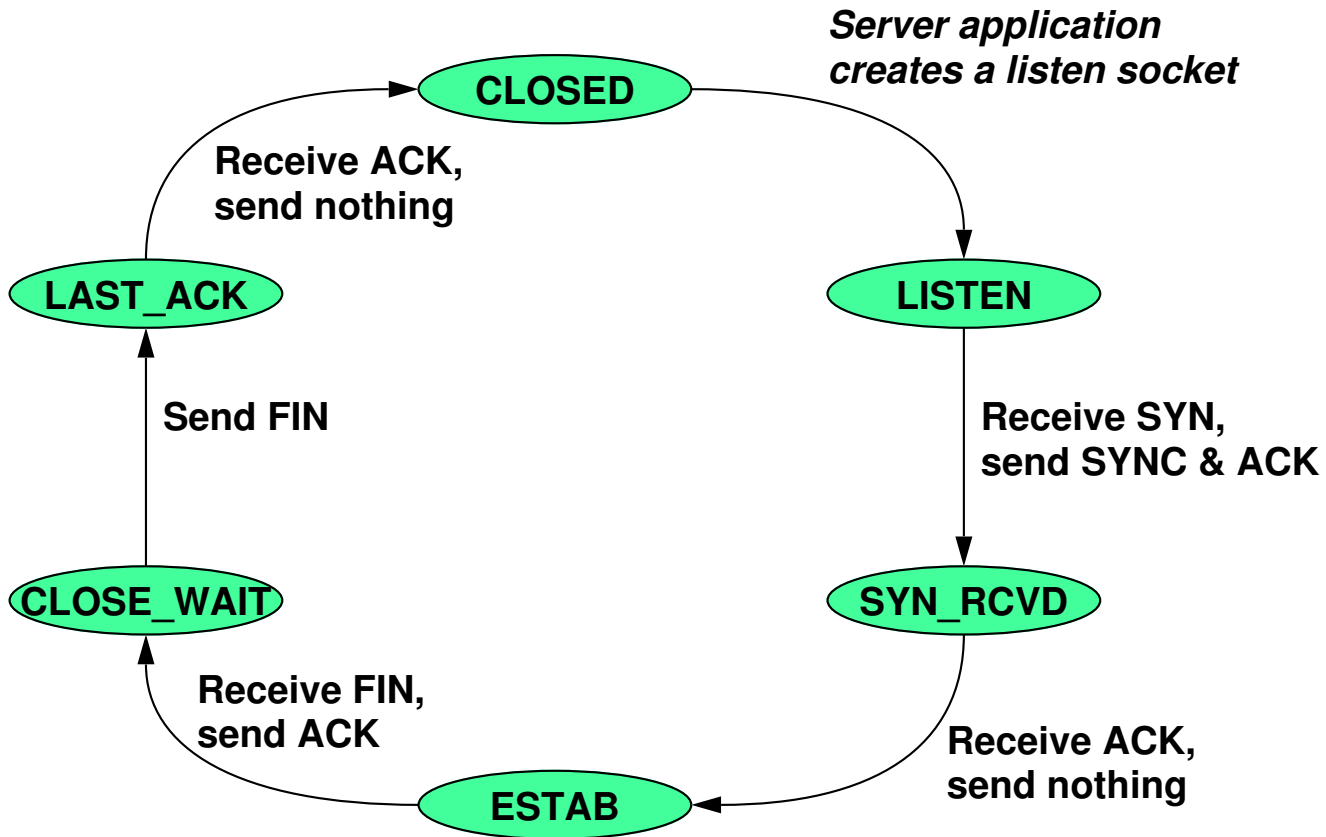 Server application
creates a listen socket
CLOSED
Receive ACK,
send nothing
LAST_ACK
LISTEN
Send FIN
Receive SYN,
send SYNC & ACK
CLOSE_WAIT
SYN_RCVD
Receive FIN,
send ACK
Receive ACK,
send nothing
ESTAB